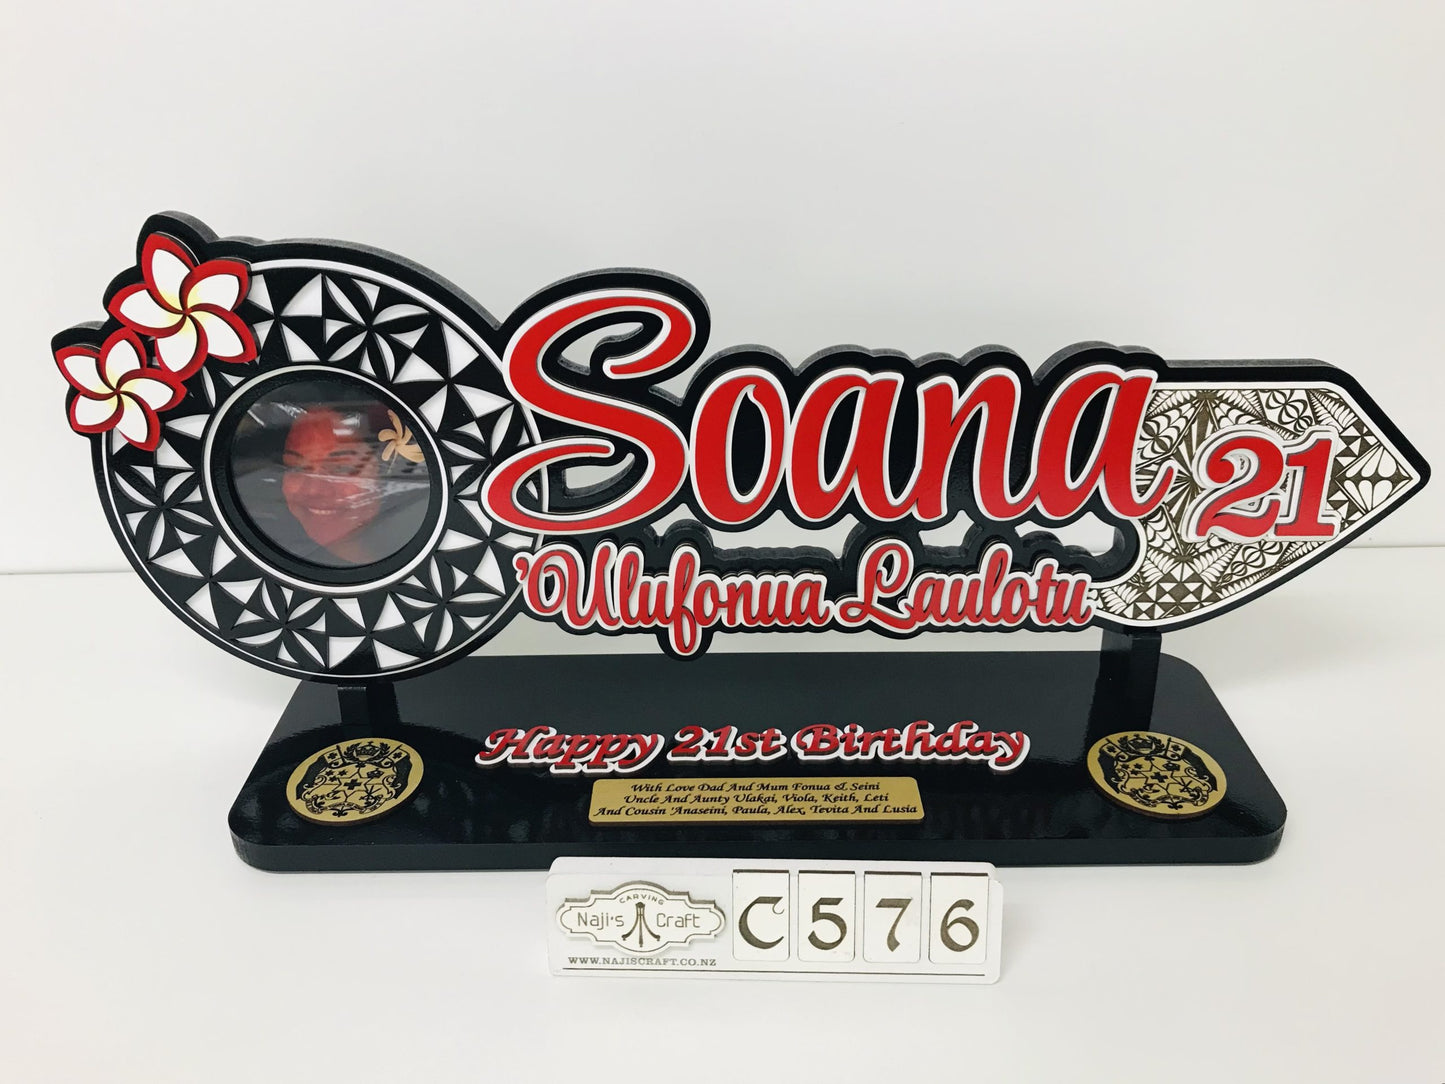 Soana
21
'Ulufonua Laulotu
Happy 21st Birthday
With Love Dad And Mum Fonua & Seini
Uncle And Aunty Ulakai, Viola, Keith, Leti
And Cousin 'Anaseini, Paula, Alex, Tevita And Lusia
CARVING
Naji's Craft
WWW.NAJISCRAFT.CO.NZ
C576